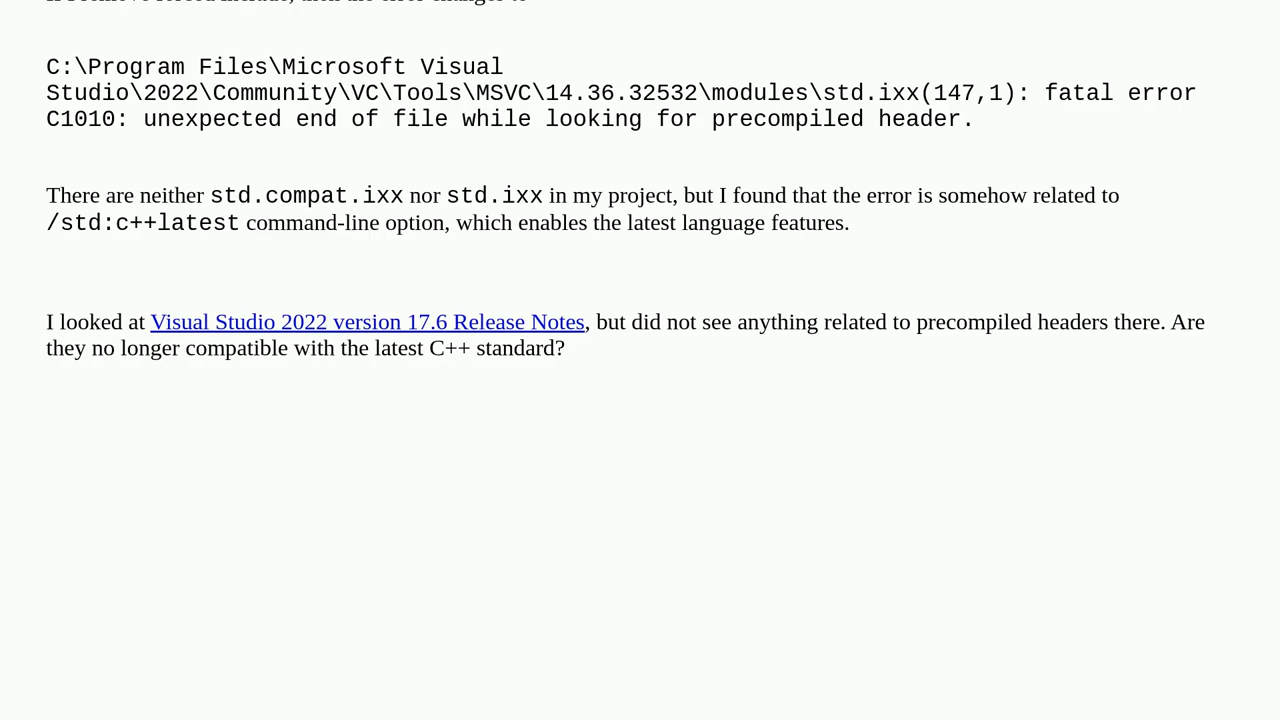 C:\Program Files\Microsoft Visual
Studio\2022\Community\VC\Tools\MSVC\14.36.32532\modules\std.ixx(147,1): fatal error
C1010: unexpected end of file while looking for precompiled header.
There are neither std.compat.ixx nor std.ixx in my project, but I found that the error is somehow related to
/std:c++latest command-line option, which enables the latest language features.
I looked at Visual Studio 2022 version 17.6 Release Notes, but did not see anything related to precompiled headers there. Are
they no longer compatible with the latest C++ standard?